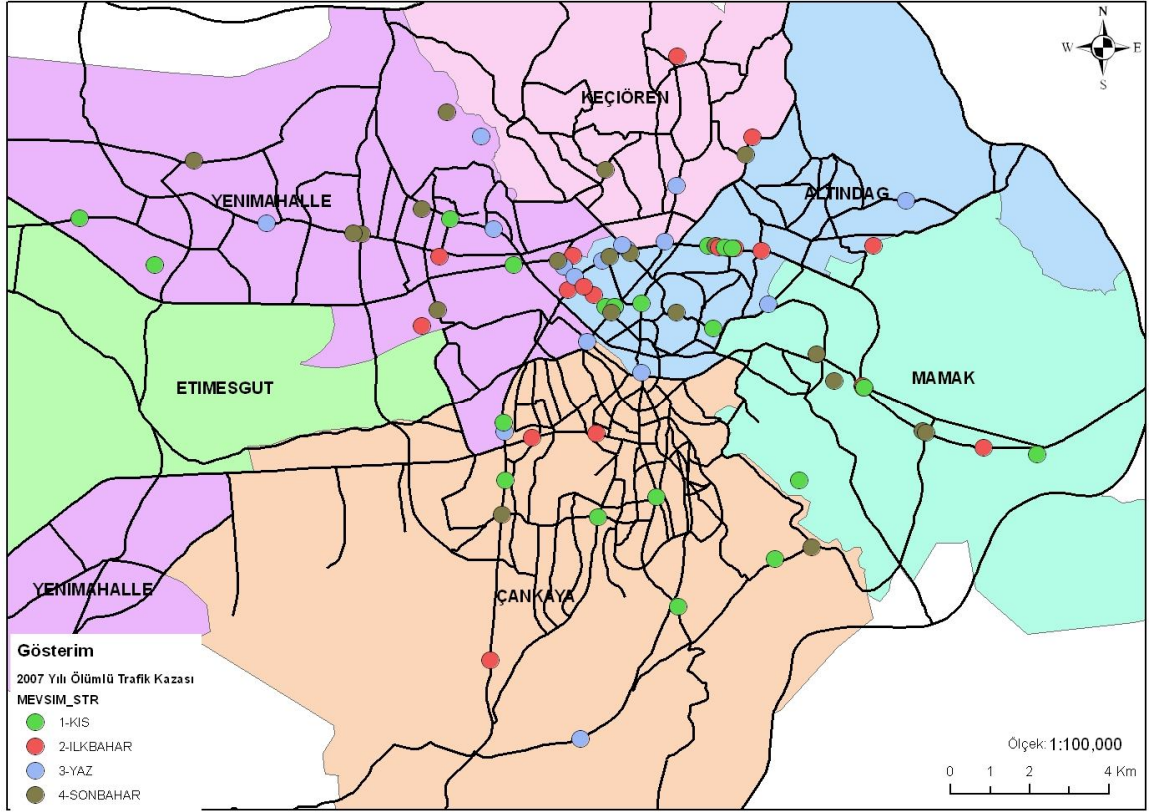 N
W E
S
KEÇİÖREN
YENIMAHALLE
ALTINDAG
ETIMESGUT
MAMAK
YENIMAHALLE
ÇANKAYA
Gösterim
2007 Yılı Ölümlü Trafik Kazası
MEVSIM_STR
1-KIS
2-ILKBAHAR
3-YAZ
4-SONBAHAR
Ölçek: 1:100,000
0 1 2 4 Km